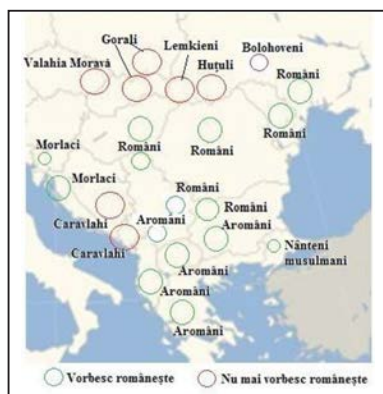 Gorali
Lemkieni
Bolohoveni
Valahia Moravă
Huțuli
Români
Români
Români
Români
Morlaci
Morlaci
Români
Aromâni
Români
Caravlahi
Aromâni
Caravlahi
Nânteni
musulmani
Aromâni
Aromâni
Aromâni
Vorbesc românește
Nu mai vorbesc românește